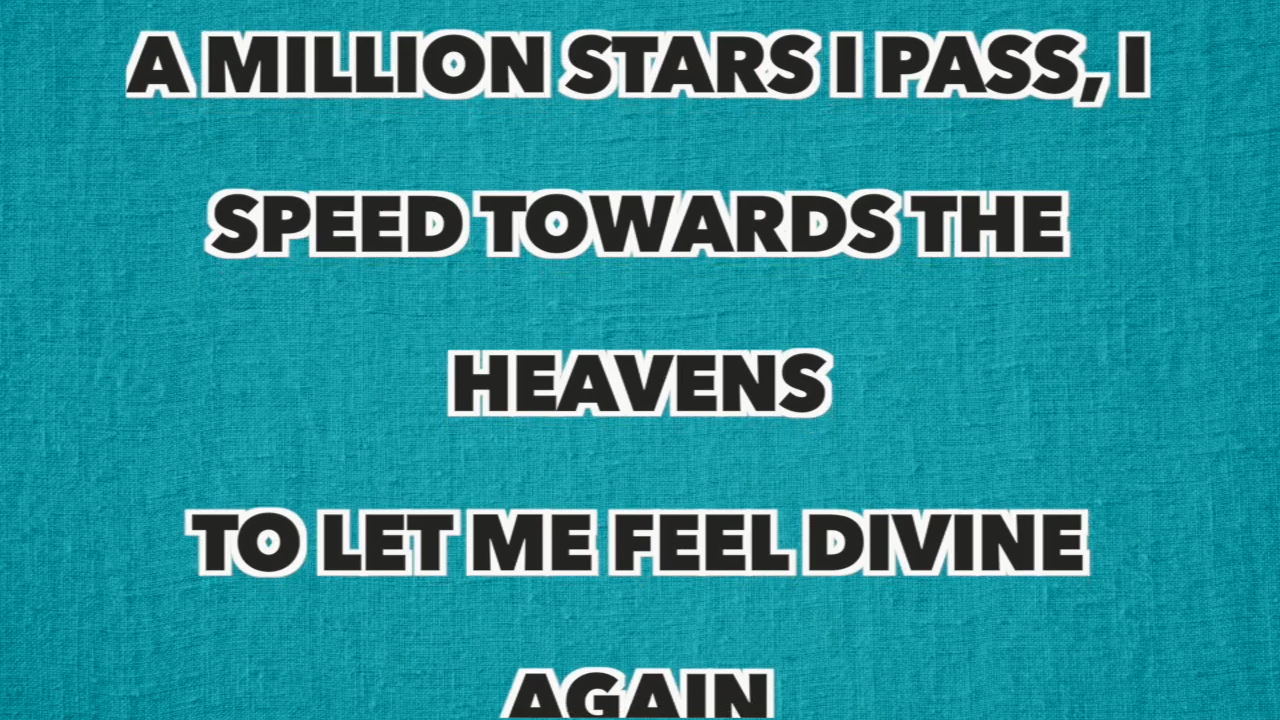 A MILLION STARS I PASS, I
SPEED TOWARDS THE
HEAVENS
TO LET ME FEEL DIVINE
AGAIN